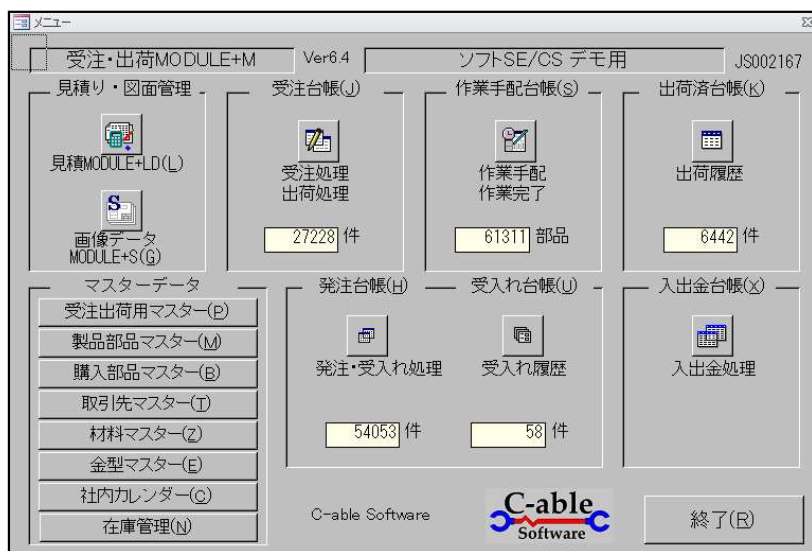 メニュー
受注・出荷MODULE+M Ver6.4 ソフトSE/CS デモ用 JS002167
見積り・図面管理
見積MODULE+LD(L)
画像データ
MODULE+S(G)
受注台帳(J)
受注処理
出荷処理
27228 件
作業手配台帳(S)
作業手配
作業完了
61311 部品
出荷済台帳(K)
出荷履歴
6442 件
マスターデータ
受注出荷用マスター(P)
製品部品マスター(M)
購入部品マスター(B)
取引先マスター(T)
材料マスター(Z)
金型マスター(E)
社内カレンダー(C)
在庫管理(N)
発注台帳(H)
発注・受入れ処理
54053 件
受入れ台帳(U)
受入れ履歴
58 件
入出金台帳(X)
入出金処理
C-able Software
C-able
Software
終了(R)